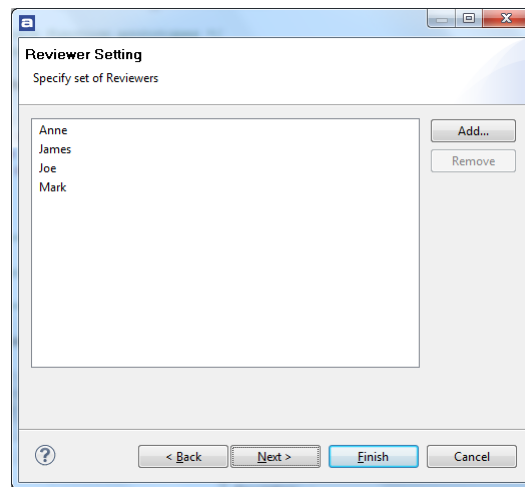 a
Reviewer Setting
Specify set of Reviewers
Anne
James
Joe
Mark
Add...
Remove
?
< Back
Next >
Finish
Cancel